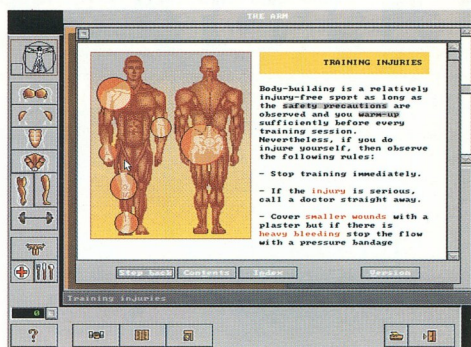 THE ARM
TRAINING INJURIES
Body-building is a relatively
injury-free sport as long as
the safety precautions are
observed and you warm-up
sufficiently before every
training session.
Nevertheless, if you do
injure yourself, then observe
the following rules:
- Stop training immediately.
- If the injury is serious,
call a doctor straight away.
- Cover smaller wounds with a
plaster but if there is
heavy bleeding stop the flow
with a pressure bandage
Step back
Contents
Index
Version
Training injuries
0
?